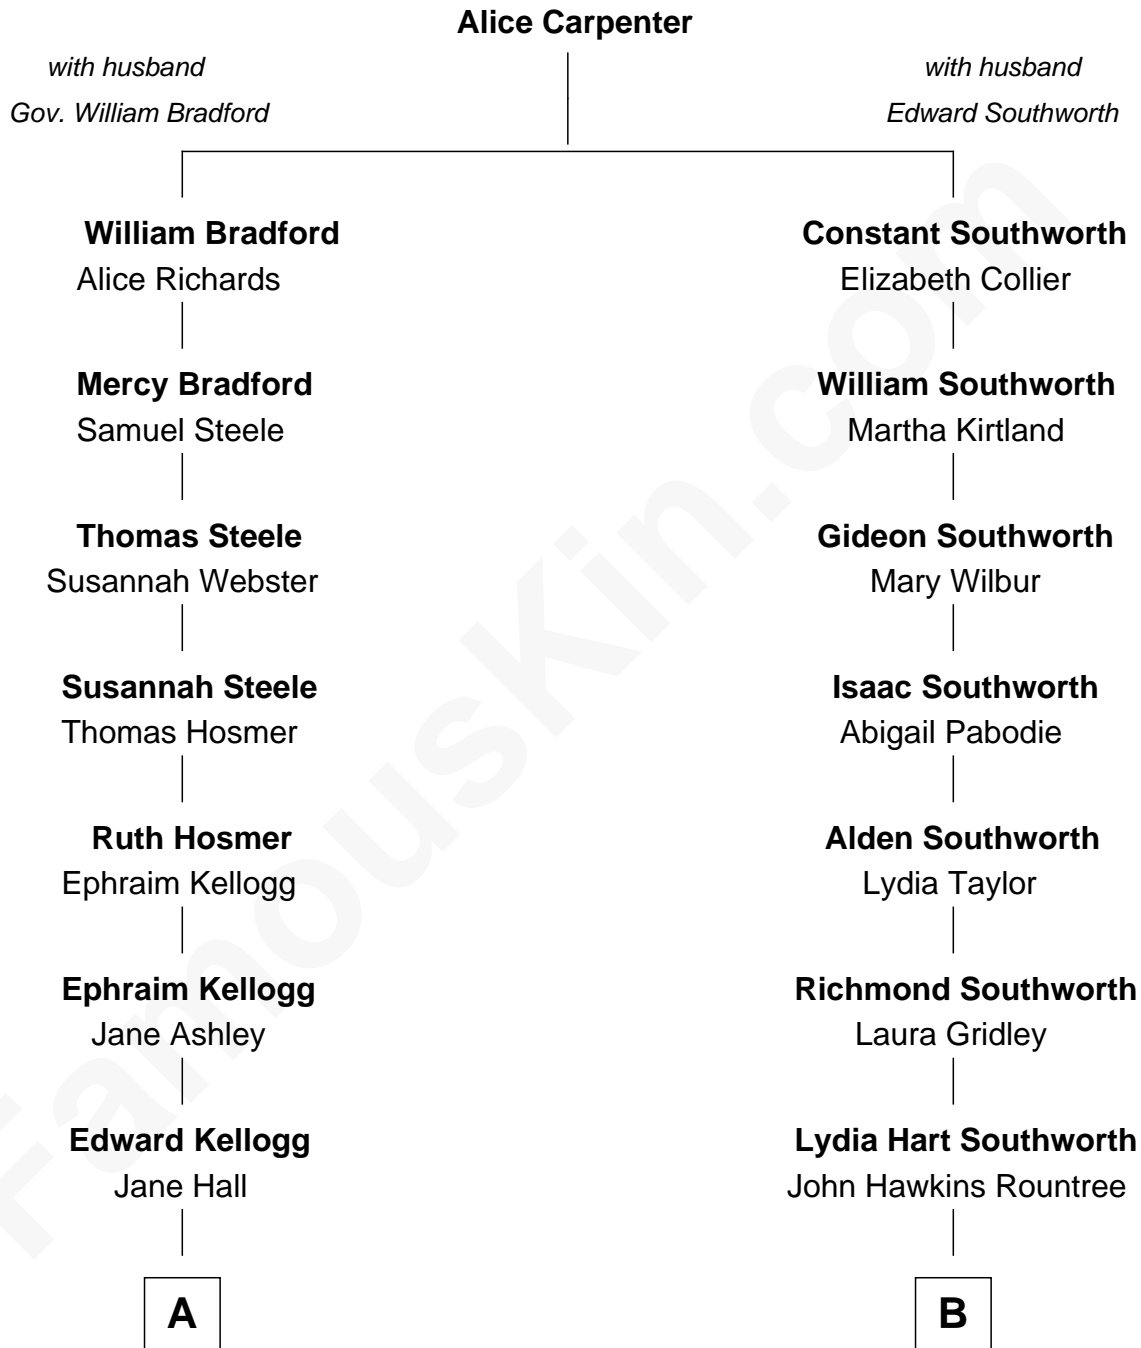 Alice Carpenter
with husband
Gov. William Bradford
with husband
Edward Southworth
William Bradford
Alice Richards
Mercy Bradford
Samuel Steele
Thomas Steele
Susannah Webster
Susannah Steele
Thomas Hosmer
Ruth Hosmer
Ephraim Kellogg
Ephraim Kellogg
Jane Ashley
Edward Kellogg
Jane Hall
A
Constant Southworth
Elizabeth Collier
William Southworth
Martha Kirtland
Gideon Southworth
Mary Wilbur
Isaac Southworth
Abigail Pabodie
Alden Southworth
Lydia Taylor
Richmond Southworth
Laura Gridley
Lydia Hart Southworth
John Hawkins Rountree
B
FamousKin.com